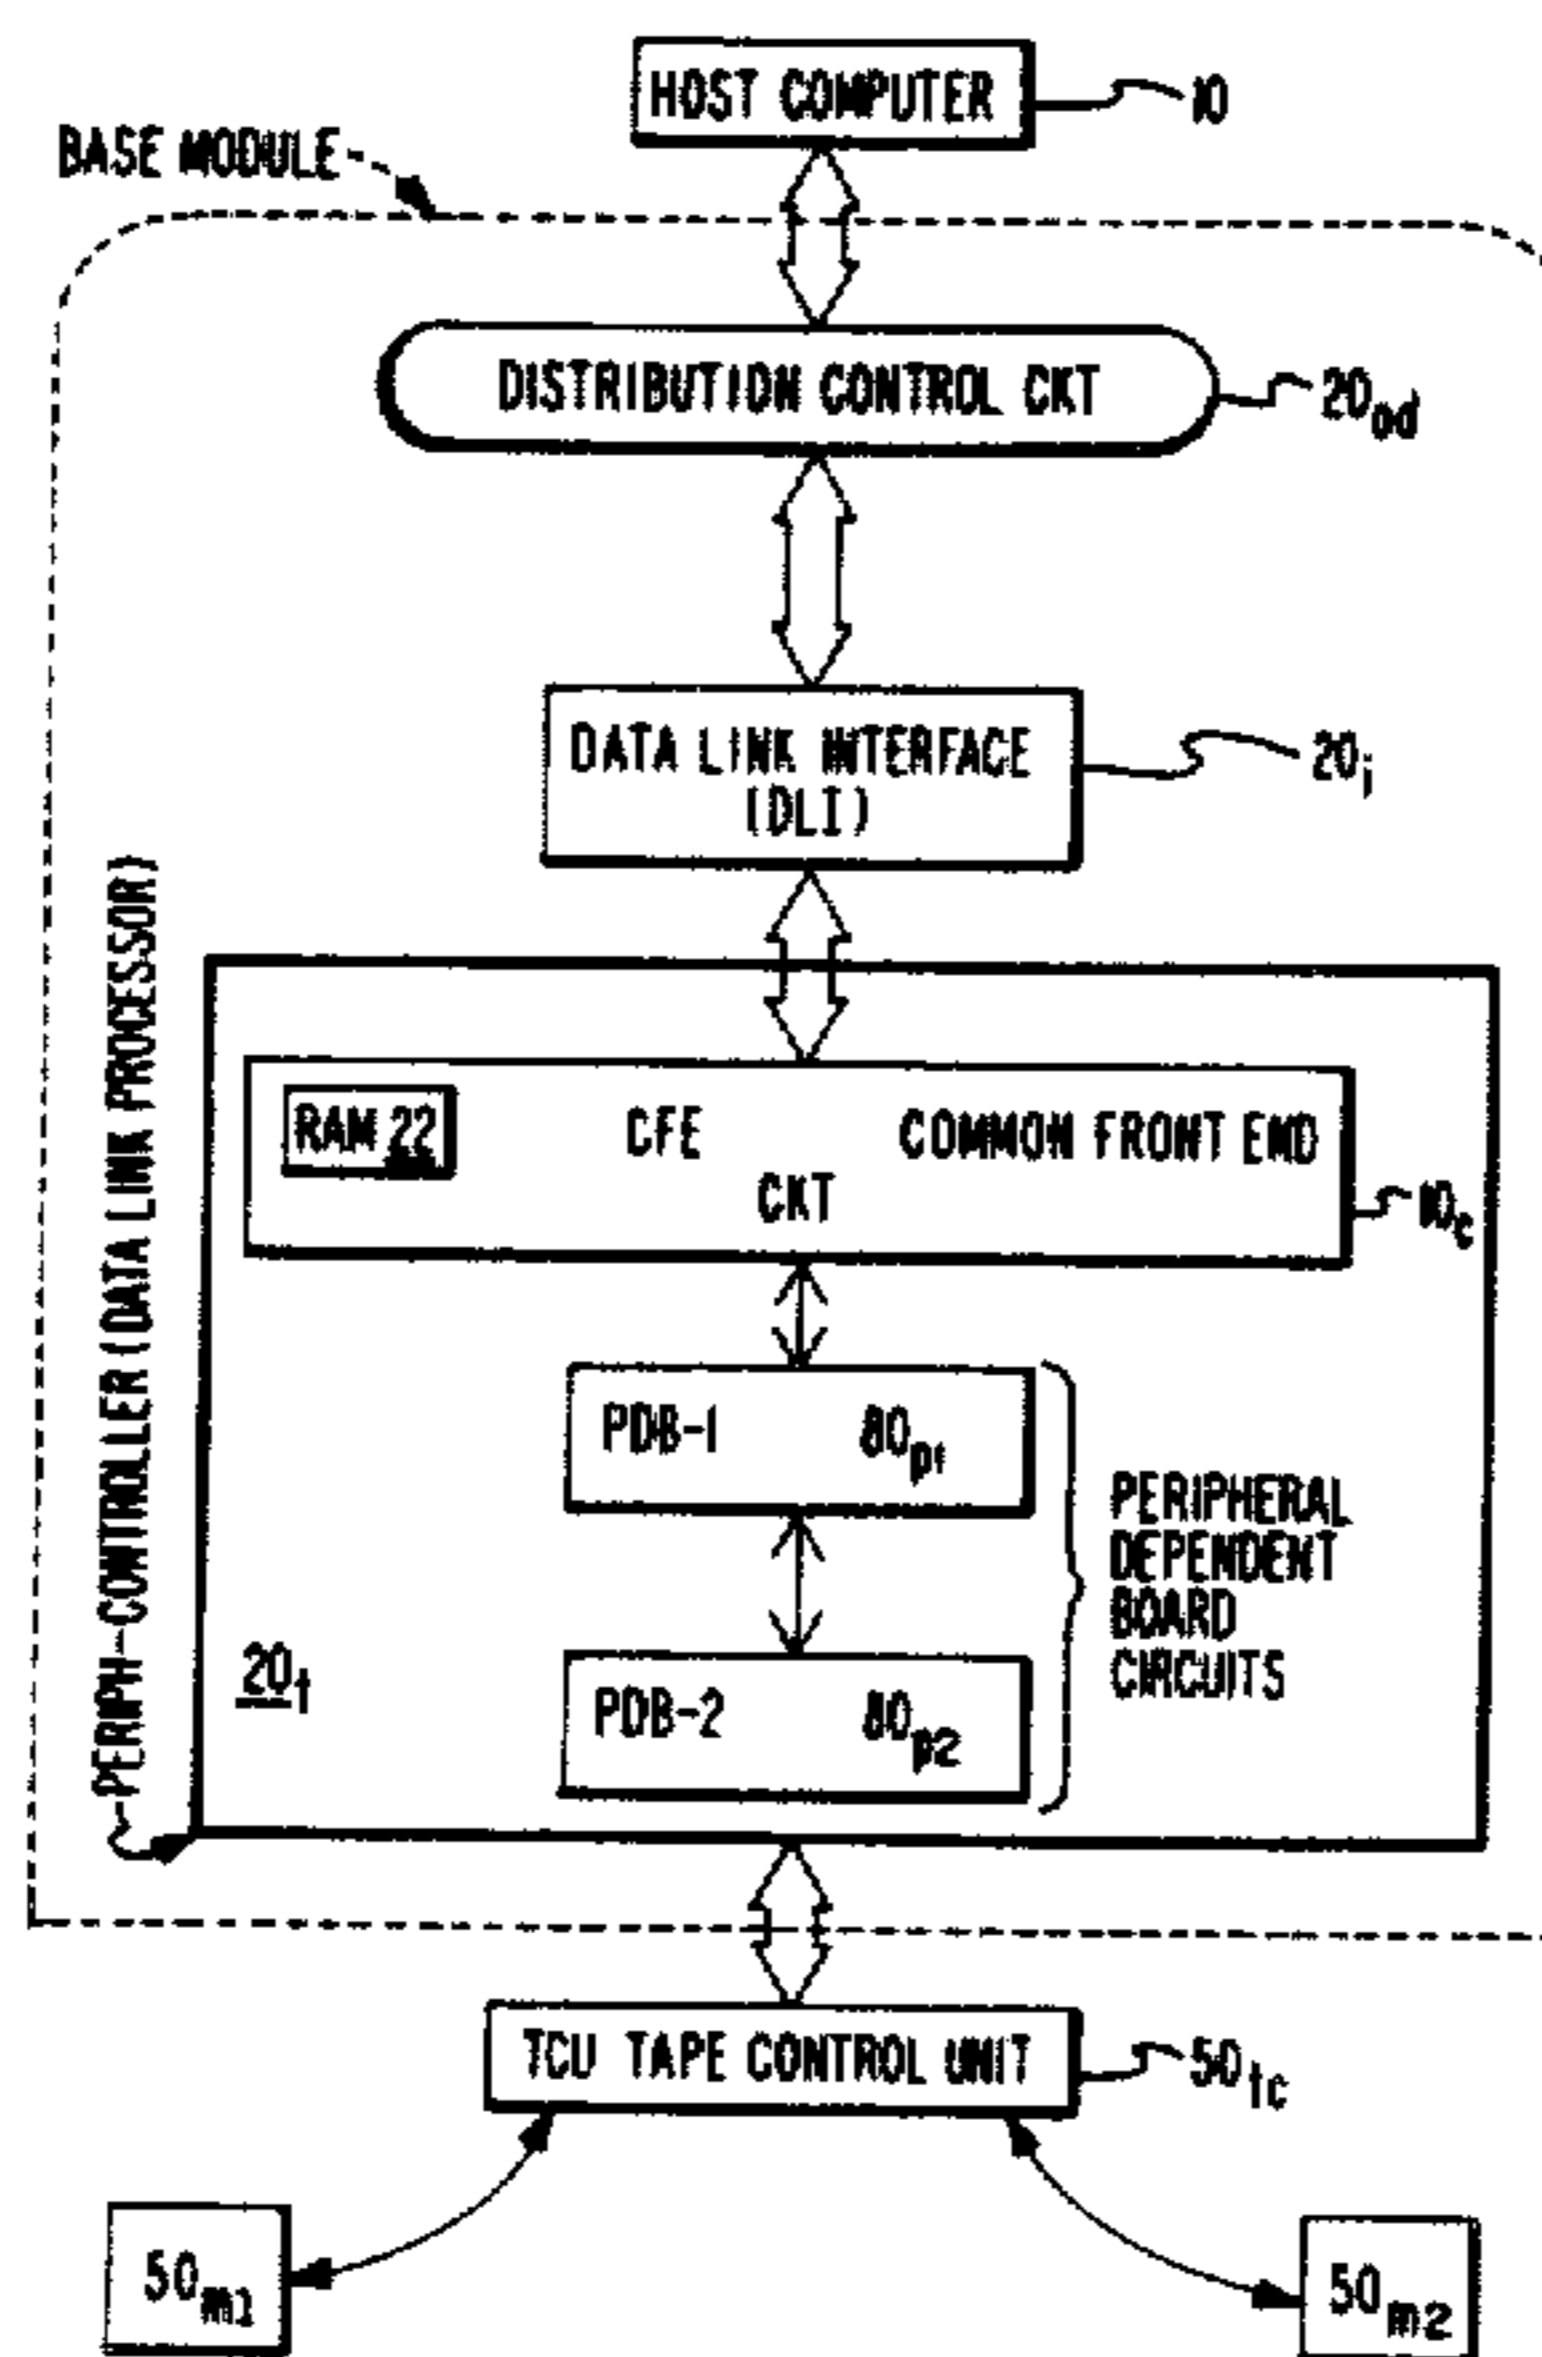 HOST COMPUTER
10
BASE MODULE
DISTRIBUTION CONTROL CKT
20od
DATA LINK INTERFACE
(DLI)
20i
PERIPH-CONTROLLER (DATA LINK PROCESSOR)
RAM 22
CFE
COMMON FRONT END
CKT
10c
PDB-1 80p1
PERIPHERAL
DEPENDENT
BOARD
CIRCUITS
20t
PDB-2 80p2
TCU TAPE CONTROL UNIT
50tc
50m1
50m2